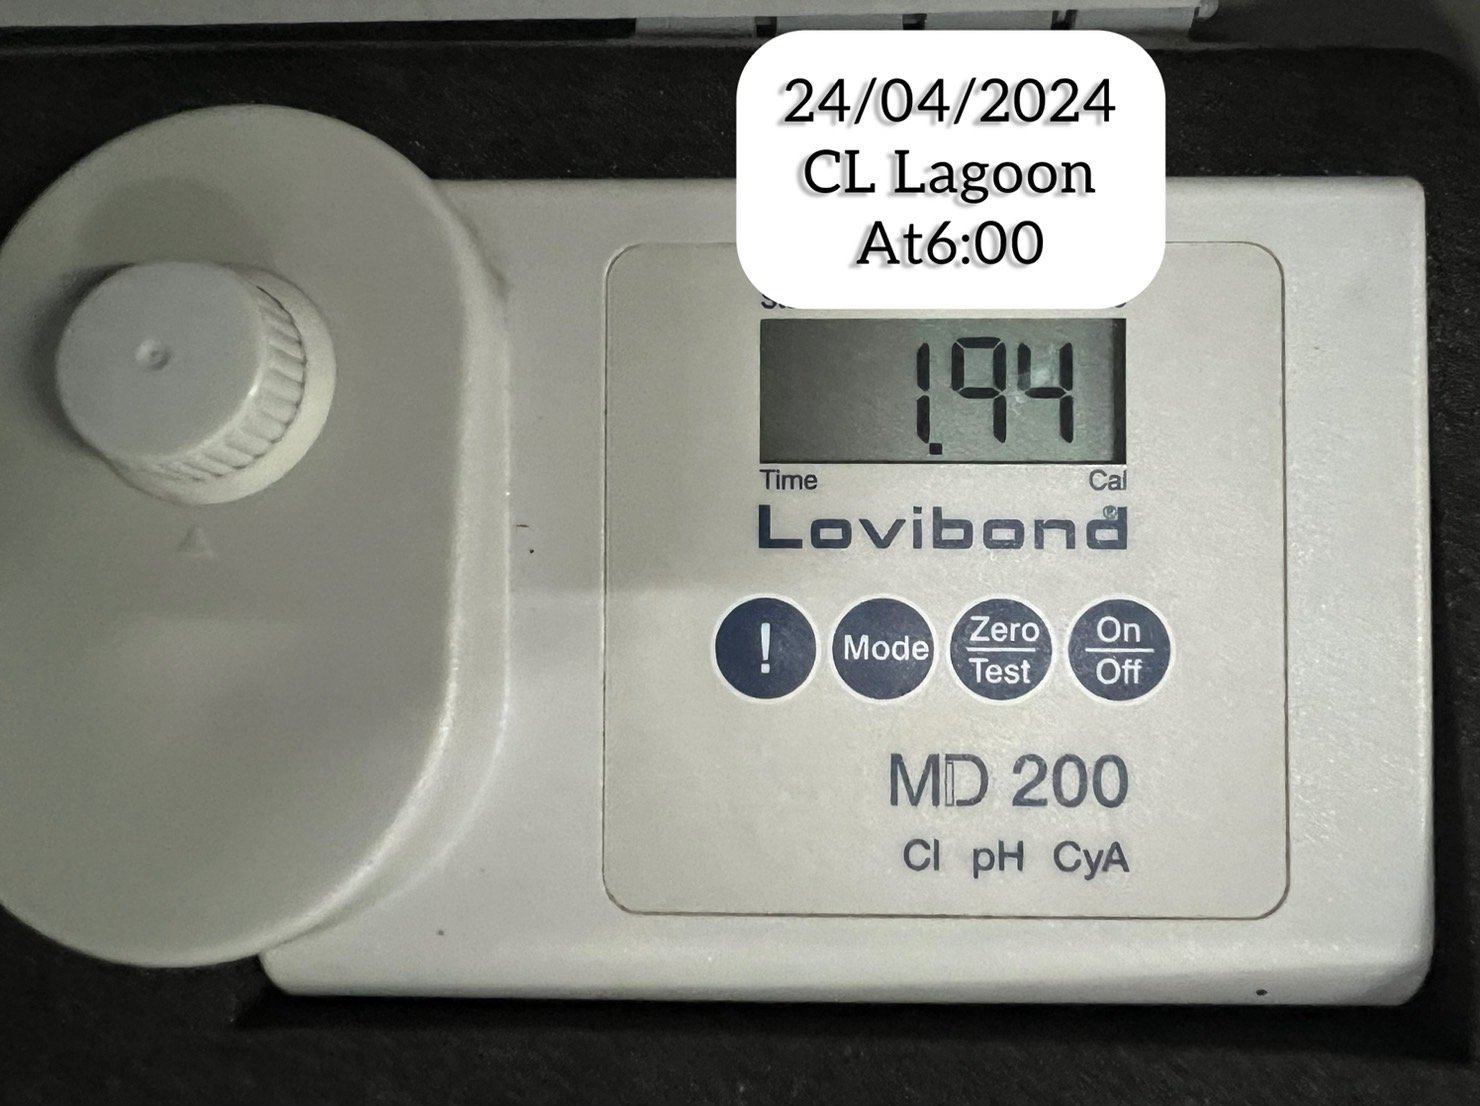 24/04/2024
CL Lagoon
At6:00
1.94
Time Cal
Lovibond®
! Mode Zero Test On Off
MD 200
Cl pH CyA